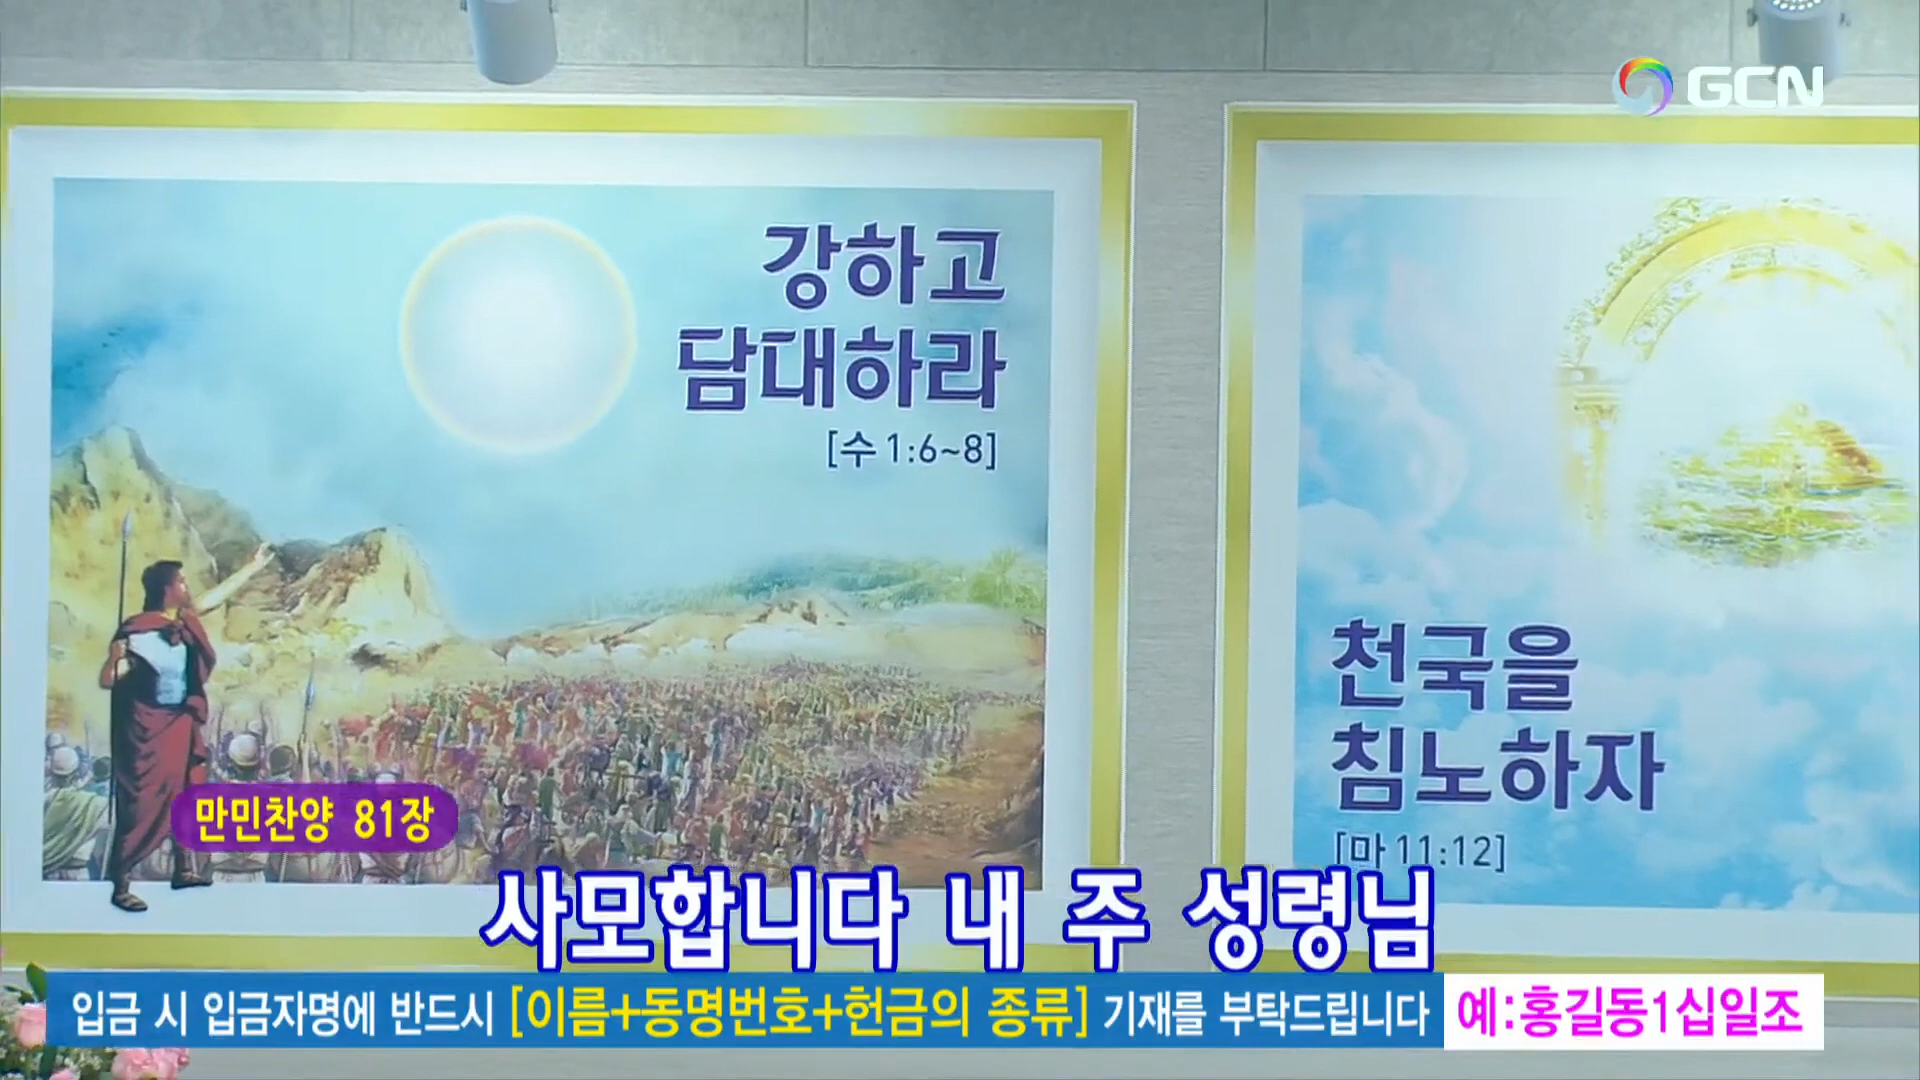 GCN
강하고
담대하라
[수 1:6~8]
천국을
침노하자
[마 11:12]
만민찬양 81장
사모합니다 내 주 성령님
입금 시 입금자명에 반드시 [이름+동명번호+헌금의 종류] 기재를 부탁드립니다 예:홍길동1십일조